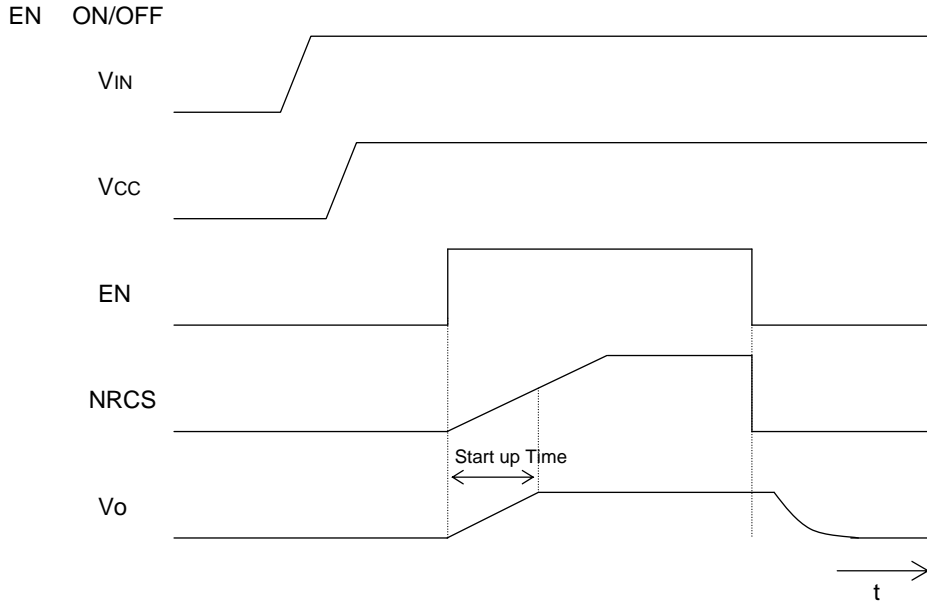 EN ON/OFF
VIN
VCC
EN
NRCS
Start up Time
Vo
t